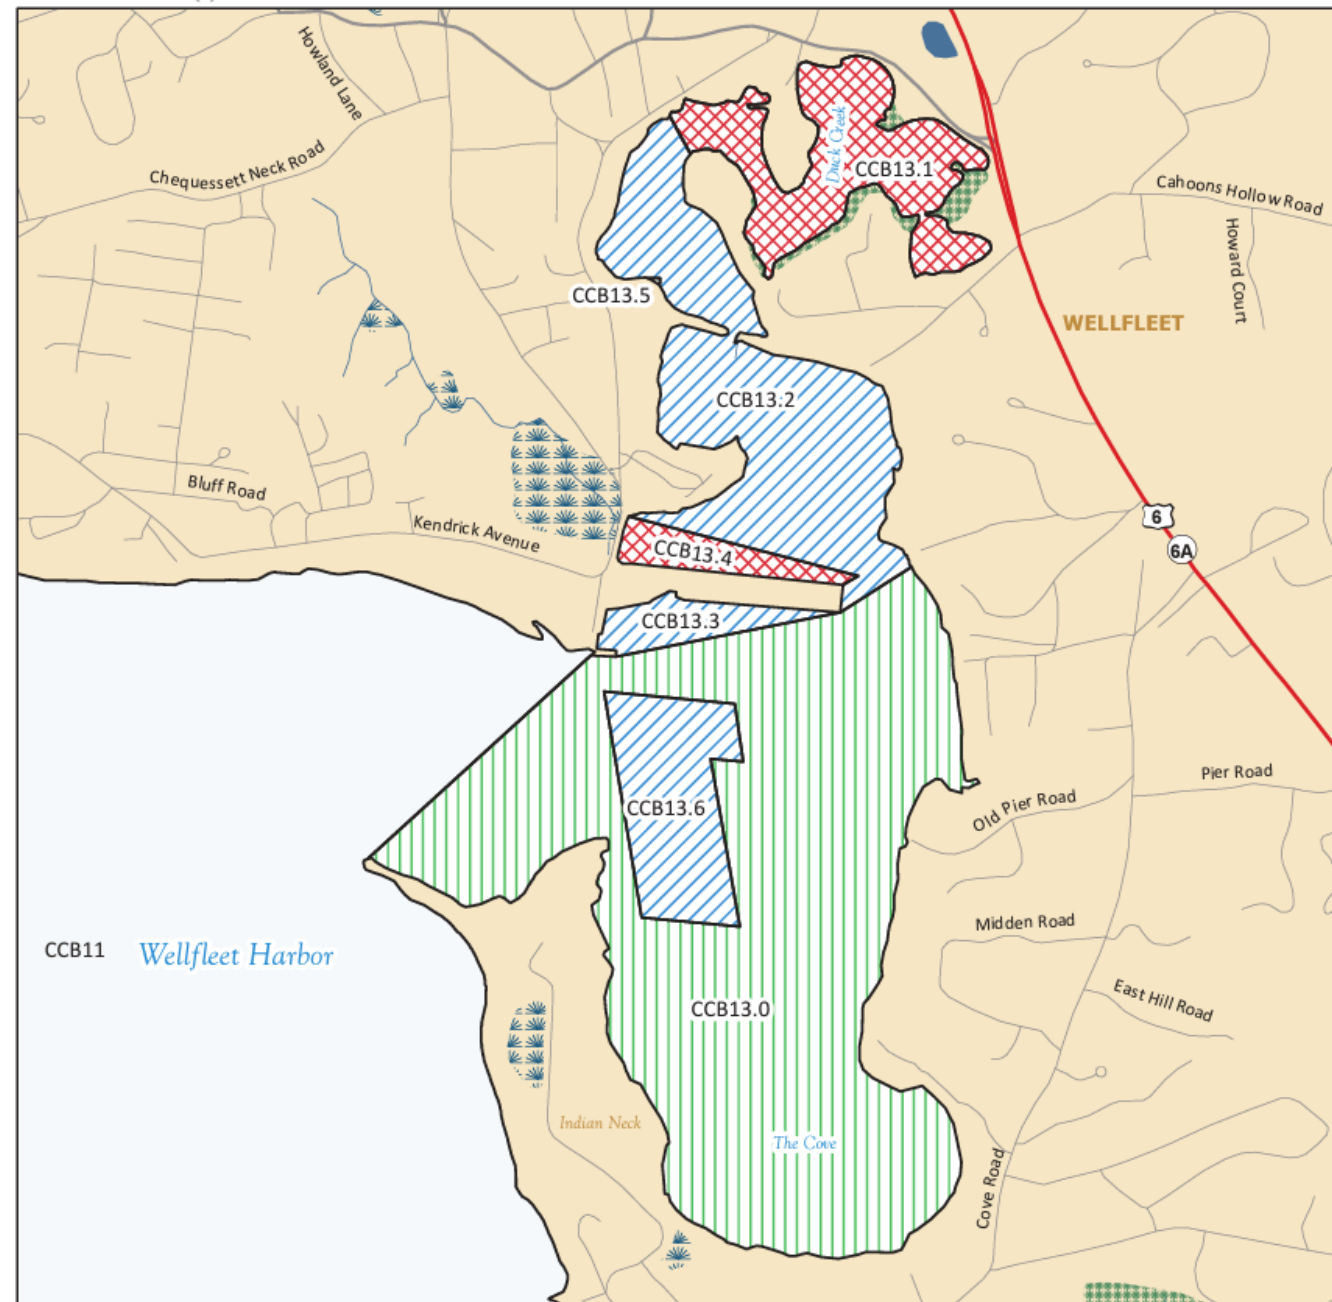 Howland Lane
Chequessett Neck Road
Duck Creek
CCB13.1
Cahoons Hollow Road
Howard Court
CCB13.5
WELLFLEET
CCB13.2
Bluff Road
Kendrick Avenue
6
6A
CCB13.4
CCB13.3
Pier Road
Old Pier Road
CCB13.6
Midden Road
CCB11
Wellfleet Harbor
East Hill Road
CCB13.0
Indian Neck
The Cove
Cove Road